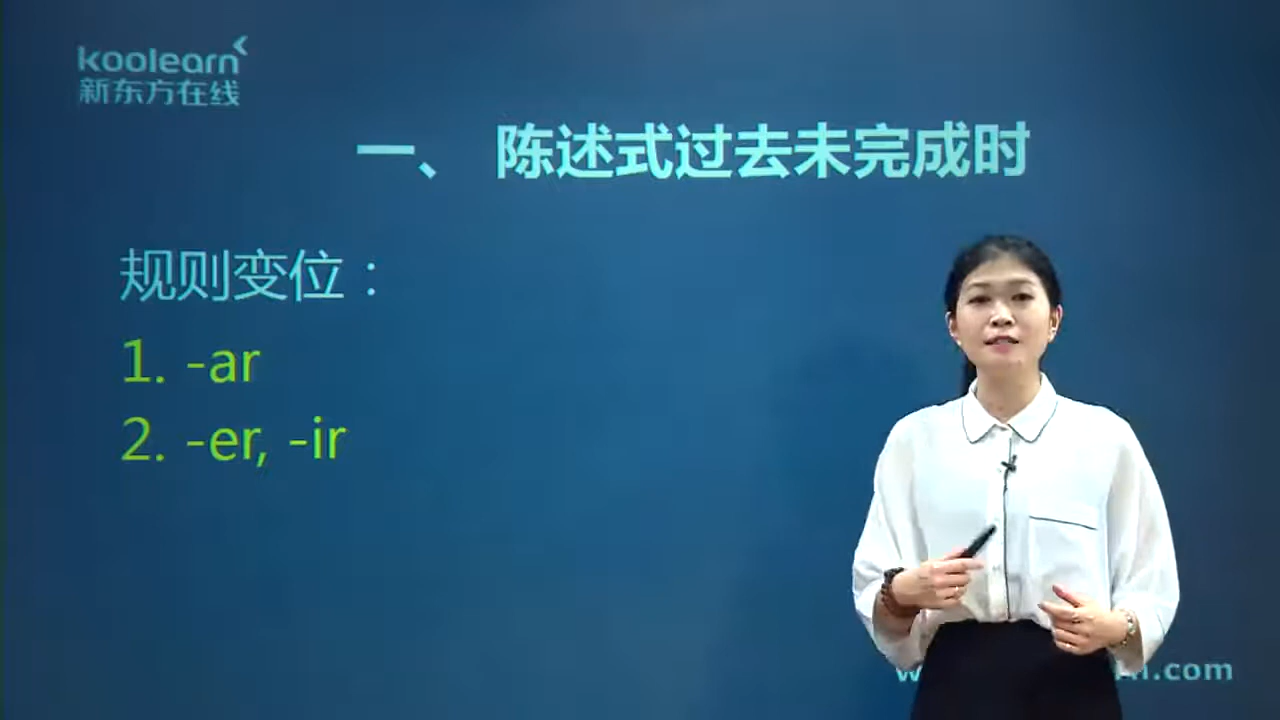 koolearn
新东方在线
一、 陈述式过去未完成时
规则变位：
1. -ar
2. -er, -ir
.com